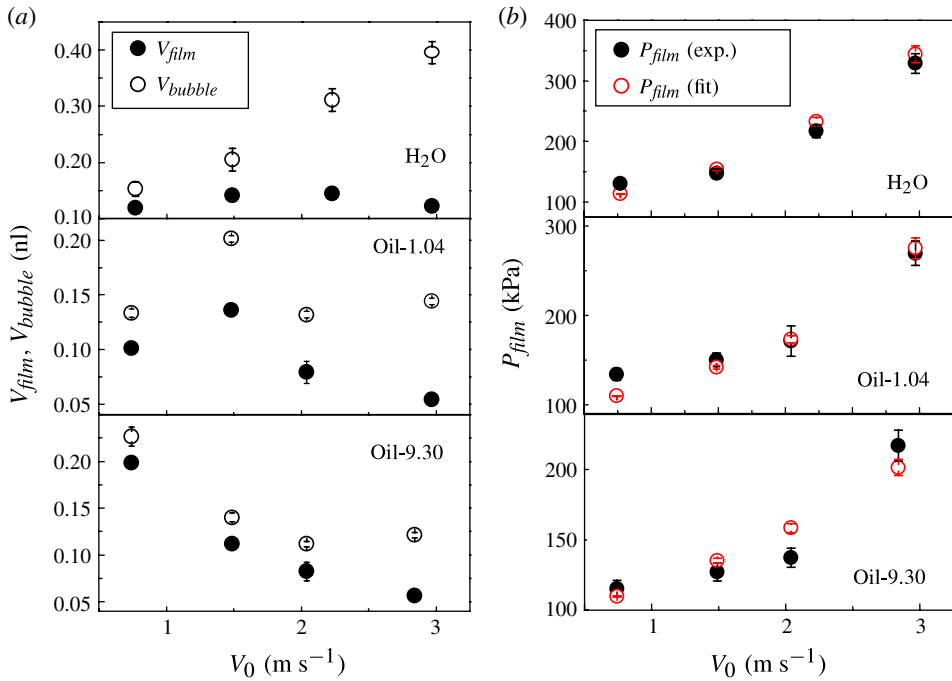 (a)
V_film
V_bubble
0.40
0.30
0.20
0.10
H₂O
0.20
0.15
0.10
0.05
Oil-1.04
0.20
0.15
0.10
0.05
Oil-9.30
V_film, V_bubble (nl)
1 2 3
V₀ (m s⁻¹)
(b)
P_film (exp.)
P_film (fit)
350
300
250
200
150
100
H₂O
300
200
100
Oil-1.04
200
150
100
Oil-9.30
P_film (kPa)
1 2 3
V₀ (m s⁻¹)